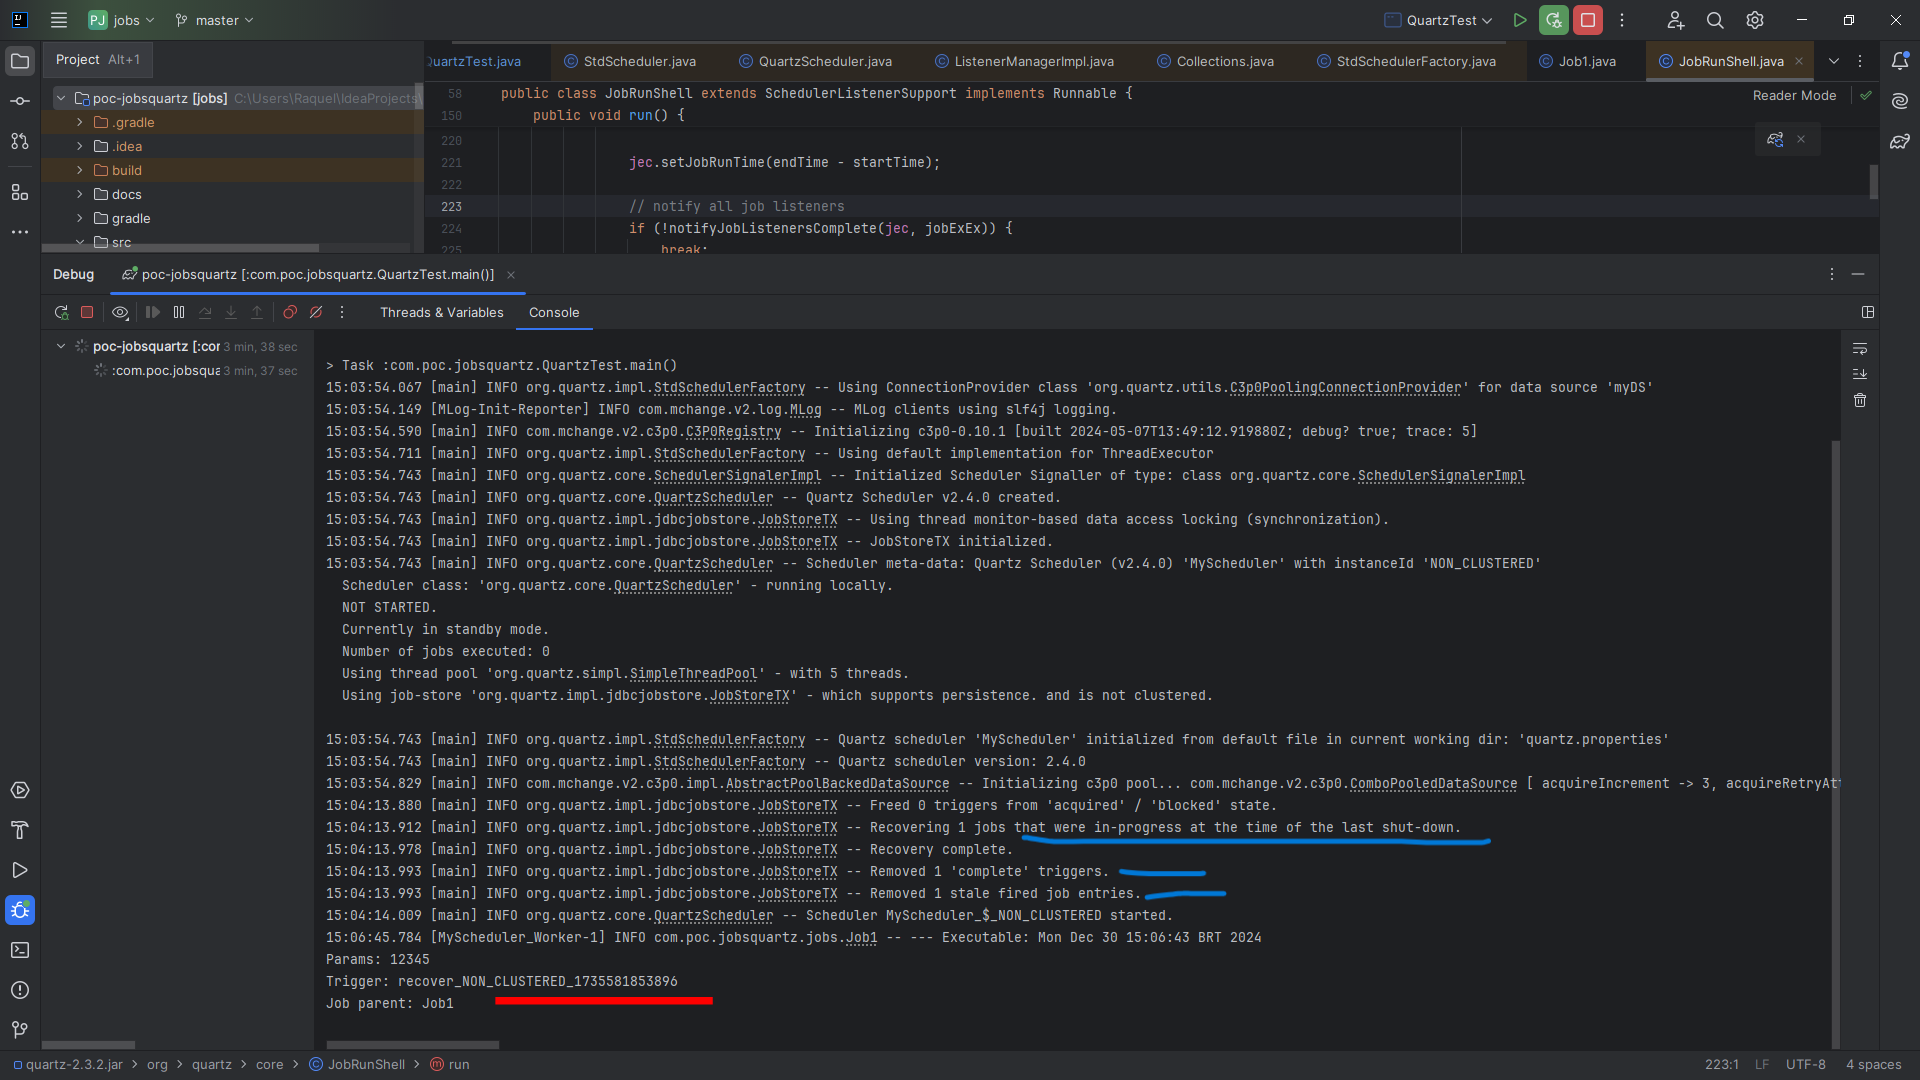 PJ jobs master QuartzTest
Project Alt+1
uartzTest.java StdScheduler.java QuartzScheduler.java ListenerManagerImpl.java Collections.java StdSchedulerFactory.java Job1.java JobRunShell.java
poc-jobsquartz [jobs] C:\Users\Raquel\IdeaProjects\
.gradle
.idea
build
docs
gradle
src
58 public class JobRunShell extends SchedulerListenerSupport implements Runnable {
150 public void run() {
Reader Mode
220
221 jec.setJobRunTime(endTime - startTime);
222
223 // notify all job listeners
224 if (!notifyJobListenersComplete(jec, jobExEx)) {
225 break;
Debug poc-jobsquartz [:com.poc.jobsquartz.QuartzTest.main()]
Threads & Variables Console
poc-jobsquartz [:cor 3 min, 38 sec
:com.poc.jobsqua 3 min, 37 sec
> Task :com.poc.jobsquartz.QuartzTest.main()
15:03:54.067 [main] INFO org.quartz.impl.StdSchedulerFactory -- Using ConnectionProvider class 'org.quartz.utils.C3p0PoolingConnectionProvider' for data source 'myDS'
15:03:54.149 [MLog-Init-Reporter] INFO com.mchange.v2.log.MLog -- MLog clients using slf4j logging.
15:03:54.590 [main] INFO com.mchange.v2.c3p0.C3P0Registry -- Initializing c3p0-0.10.1 [built 2024-05-07T13:49:12.919880Z; debug? true; trace: 5]
15:03:54.711 [main] INFO org.quartz.impl.StdSchedulerFactory -- Using default implementation for ThreadExecutor
15:03:54.743 [main] INFO org.quartz.core.SchedulerSignalerImpl -- Initialized Scheduler Signaller of type: class org.quartz.core.SchedulerSignalerImpl
15:03:54.743 [main] INFO org.quartz.core.QuartzScheduler -- Quartz Scheduler v2.4.0 created.
15:03:54.743 [main] INFO org.quartz.impl.jdbcjobstore.JobStoreTX -- Using thread monitor-based data access locking (synchronization).
15:03:54.743 [main] INFO org.quartz.impl.jdbcjobstore.JobStoreTX -- JobStoreTX initialized.
15:03:54.743 [main] INFO org.quartz.core.QuartzScheduler -- Scheduler meta-data: Quartz Scheduler (v2.4.0) 'MyScheduler' with instanceId 'NON_CLUSTERED'
Scheduler class: 'org.quartz.core.QuartzScheduler' - running locally.
NOT STARTED.
Currently in standby mode.
Number of jobs executed: 0
Using thread pool 'org.quartz.simpl.SimpleThreadPool' - with 5 threads.
Using job-store 'org.quartz.impl.jdbcjobstore.JobStoreTX' - which supports persistence. and is not clustered.
15:03:54.743 [main] INFO org.quartz.impl.StdSchedulerFactory -- Quartz scheduler 'MyScheduler' initialized from default file in current working dir: 'quartz.properties'
15:03:54.743 [main] INFO org.quartz.impl.StdSchedulerFactory -- Quartz scheduler version: 2.4.0
15:03:54.829 [main] INFO com.mchange.v2.c3p0.impl.AbstractPoolBackedDataSource -- Initializing c3p0 pool... com.mchange.v2.c3p0.ComboPooledDataSource [ acquireIncrement -> 3, acquireRetryAt
15:04:13.880 [main] INFO org.quartz.impl.jdbcjobstore.JobStoreTX -- Freed 0 triggers from 'acquired' / 'blocked' state.
15:04:13.912 [main] INFO org.quartz.impl.jdbcjobstore.JobStoreTX -- Recovering 1 jobs that were in-progress at the time of the last shut-down.
15:04:13.978 [main] INFO org.quartz.impl.jdbcjobstore.JobStoreTX -- Recovery complete.
15:04:13.993 [main] INFO org.quartz.impl.jdbcjobstore.JobStoreTX -- Removed 1 'complete' triggers.
15:04:13.993 [main] INFO org.quartz.impl.jdbcjobstore.JobStoreTX -- Removed 1 stale fired job entries.
15:04:14.009 [main] INFO org.quartz.core.QuartzScheduler -- Scheduler MyScheduler_$_NON_CLUSTERED started.
15:06:45.784 [MyScheduler_Worker-1] INFO com.poc.jobsquartz.jobs.Job1 -- --- Executable: Mon Dec 30 15:06:43 BRT 2024
Params: 12345
Trigger: recover_NON_CLUSTERED_1735581853896
Job parent: Job1
quartz-2.3.2.jar > org > quartz > core > JobRunShell > run 223:1 LF UTF-8 4 spaces